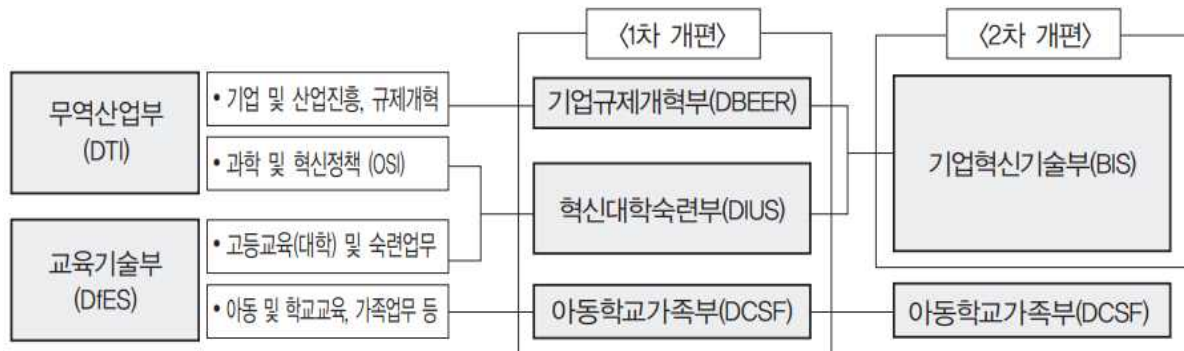 〈1차 개편〉
〈2차 개편〉
무역산업부
(DTI)
• 기업 및 산업진흥, 규제개혁
• 과학 및 혁신정책 (OSI)
기업규제개혁부(DBEER)
기업혁신기술부(BIS)
혁신대학숙련부(DIUS)
교육기술부
(DfES)
• 고등교육(대학) 및 숙련업무
• 아동 및 학교교육, 가족업무 등
아동학교가족부(DCSF)
아동학교가족부(DCSF)